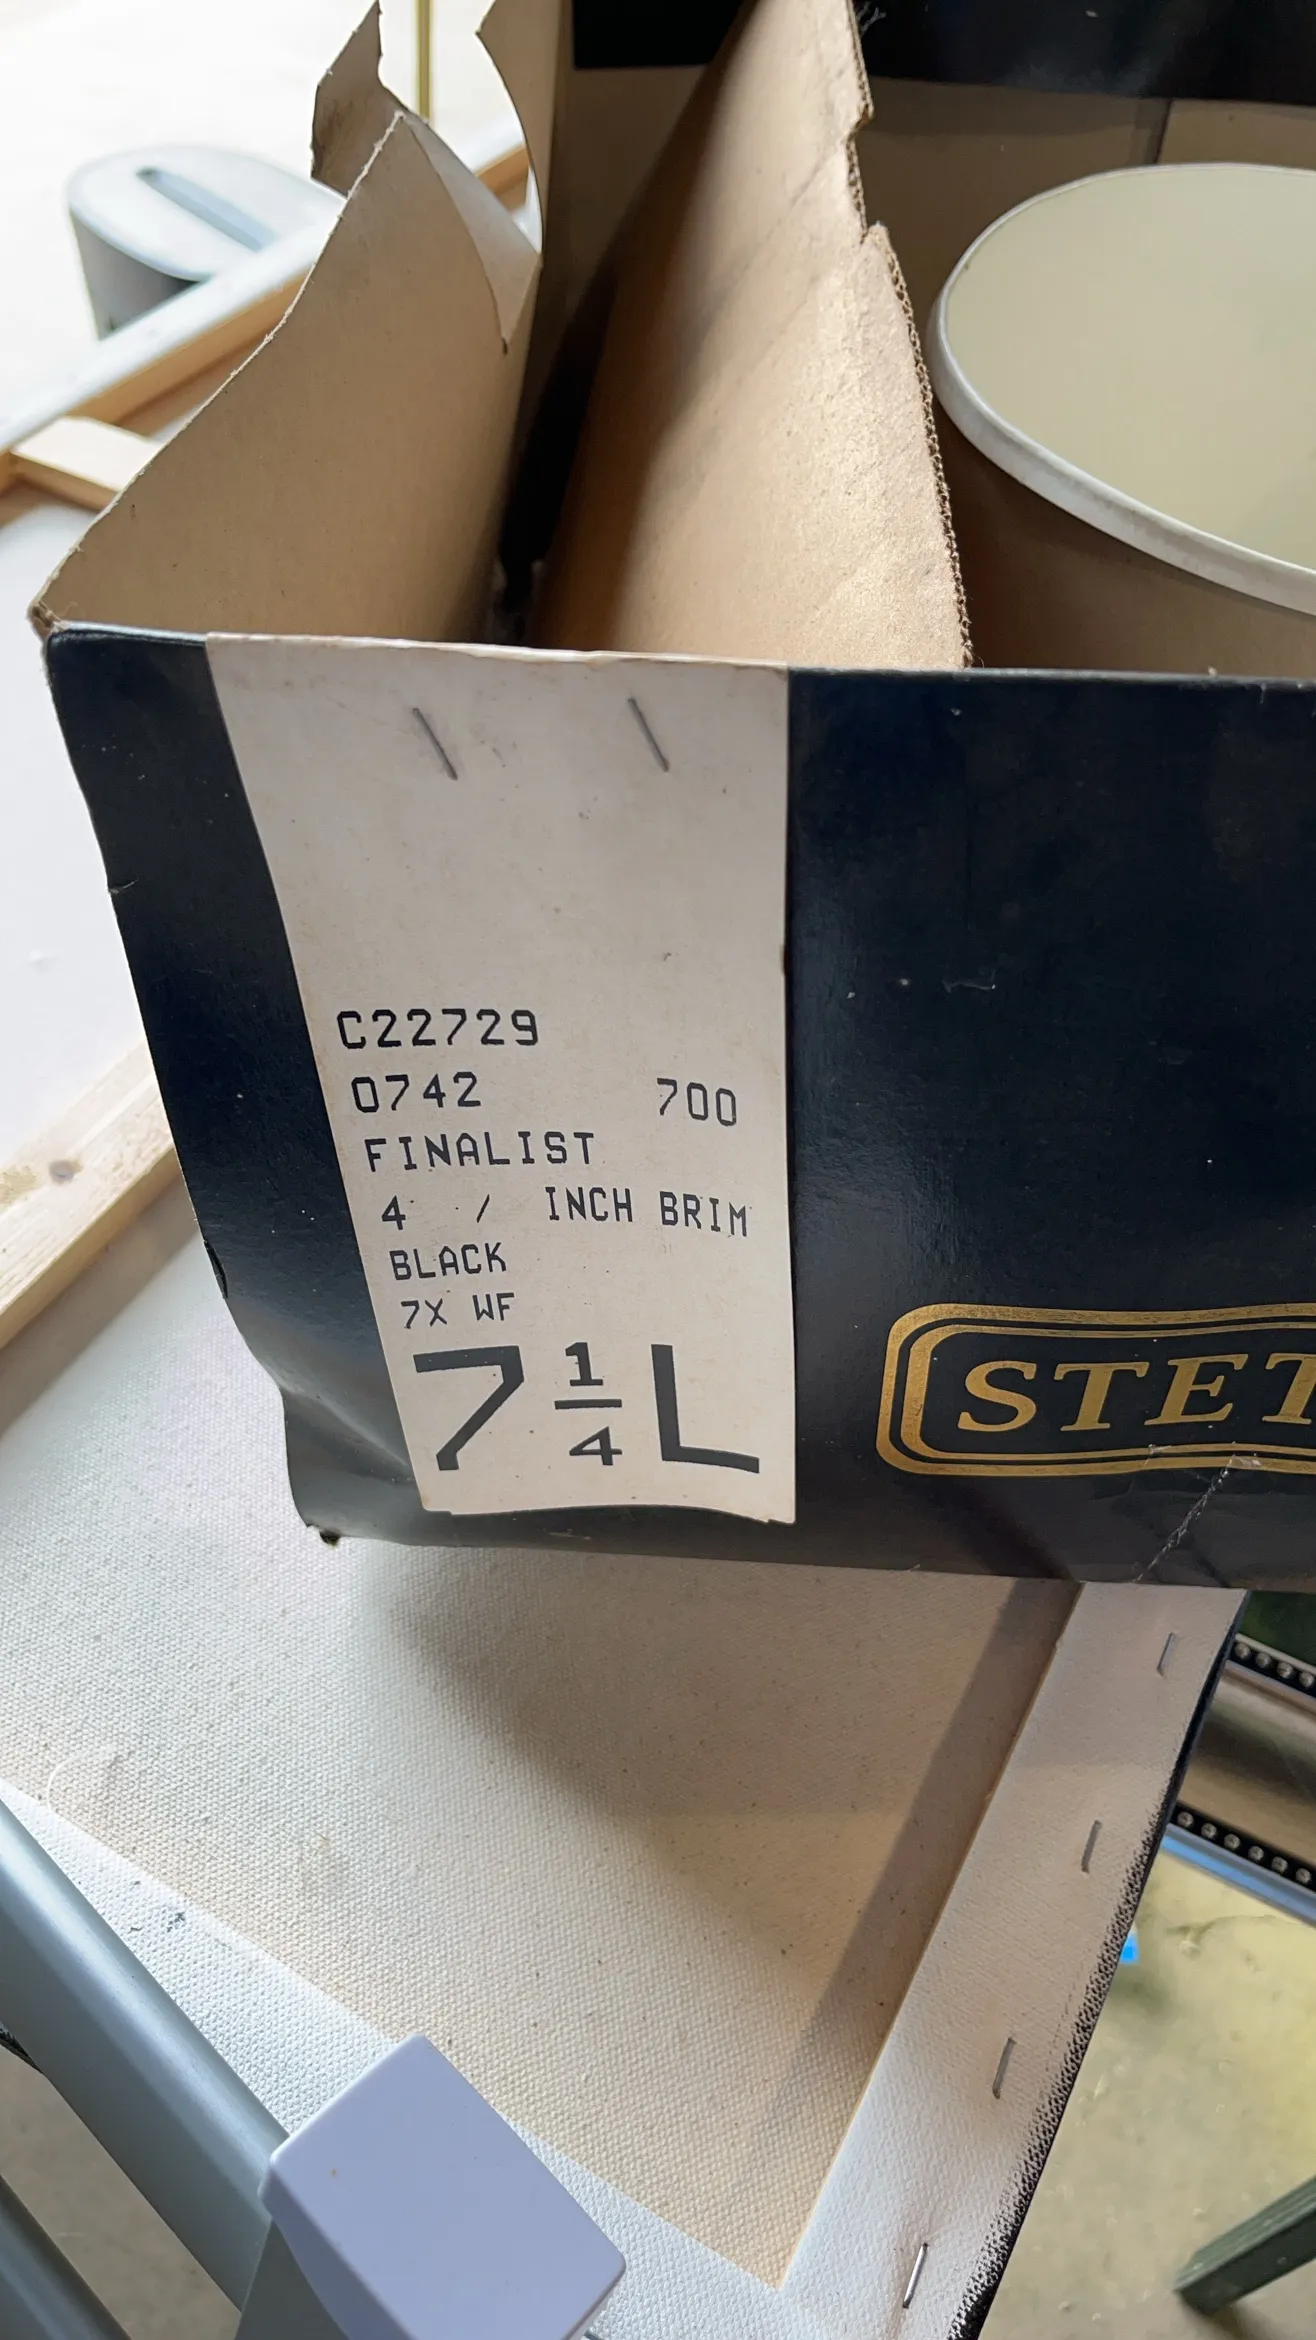 C22729
0742 700
FINALIST
4 / INCH BRIM
BLACK
7X WF
7 1/4 L
STET